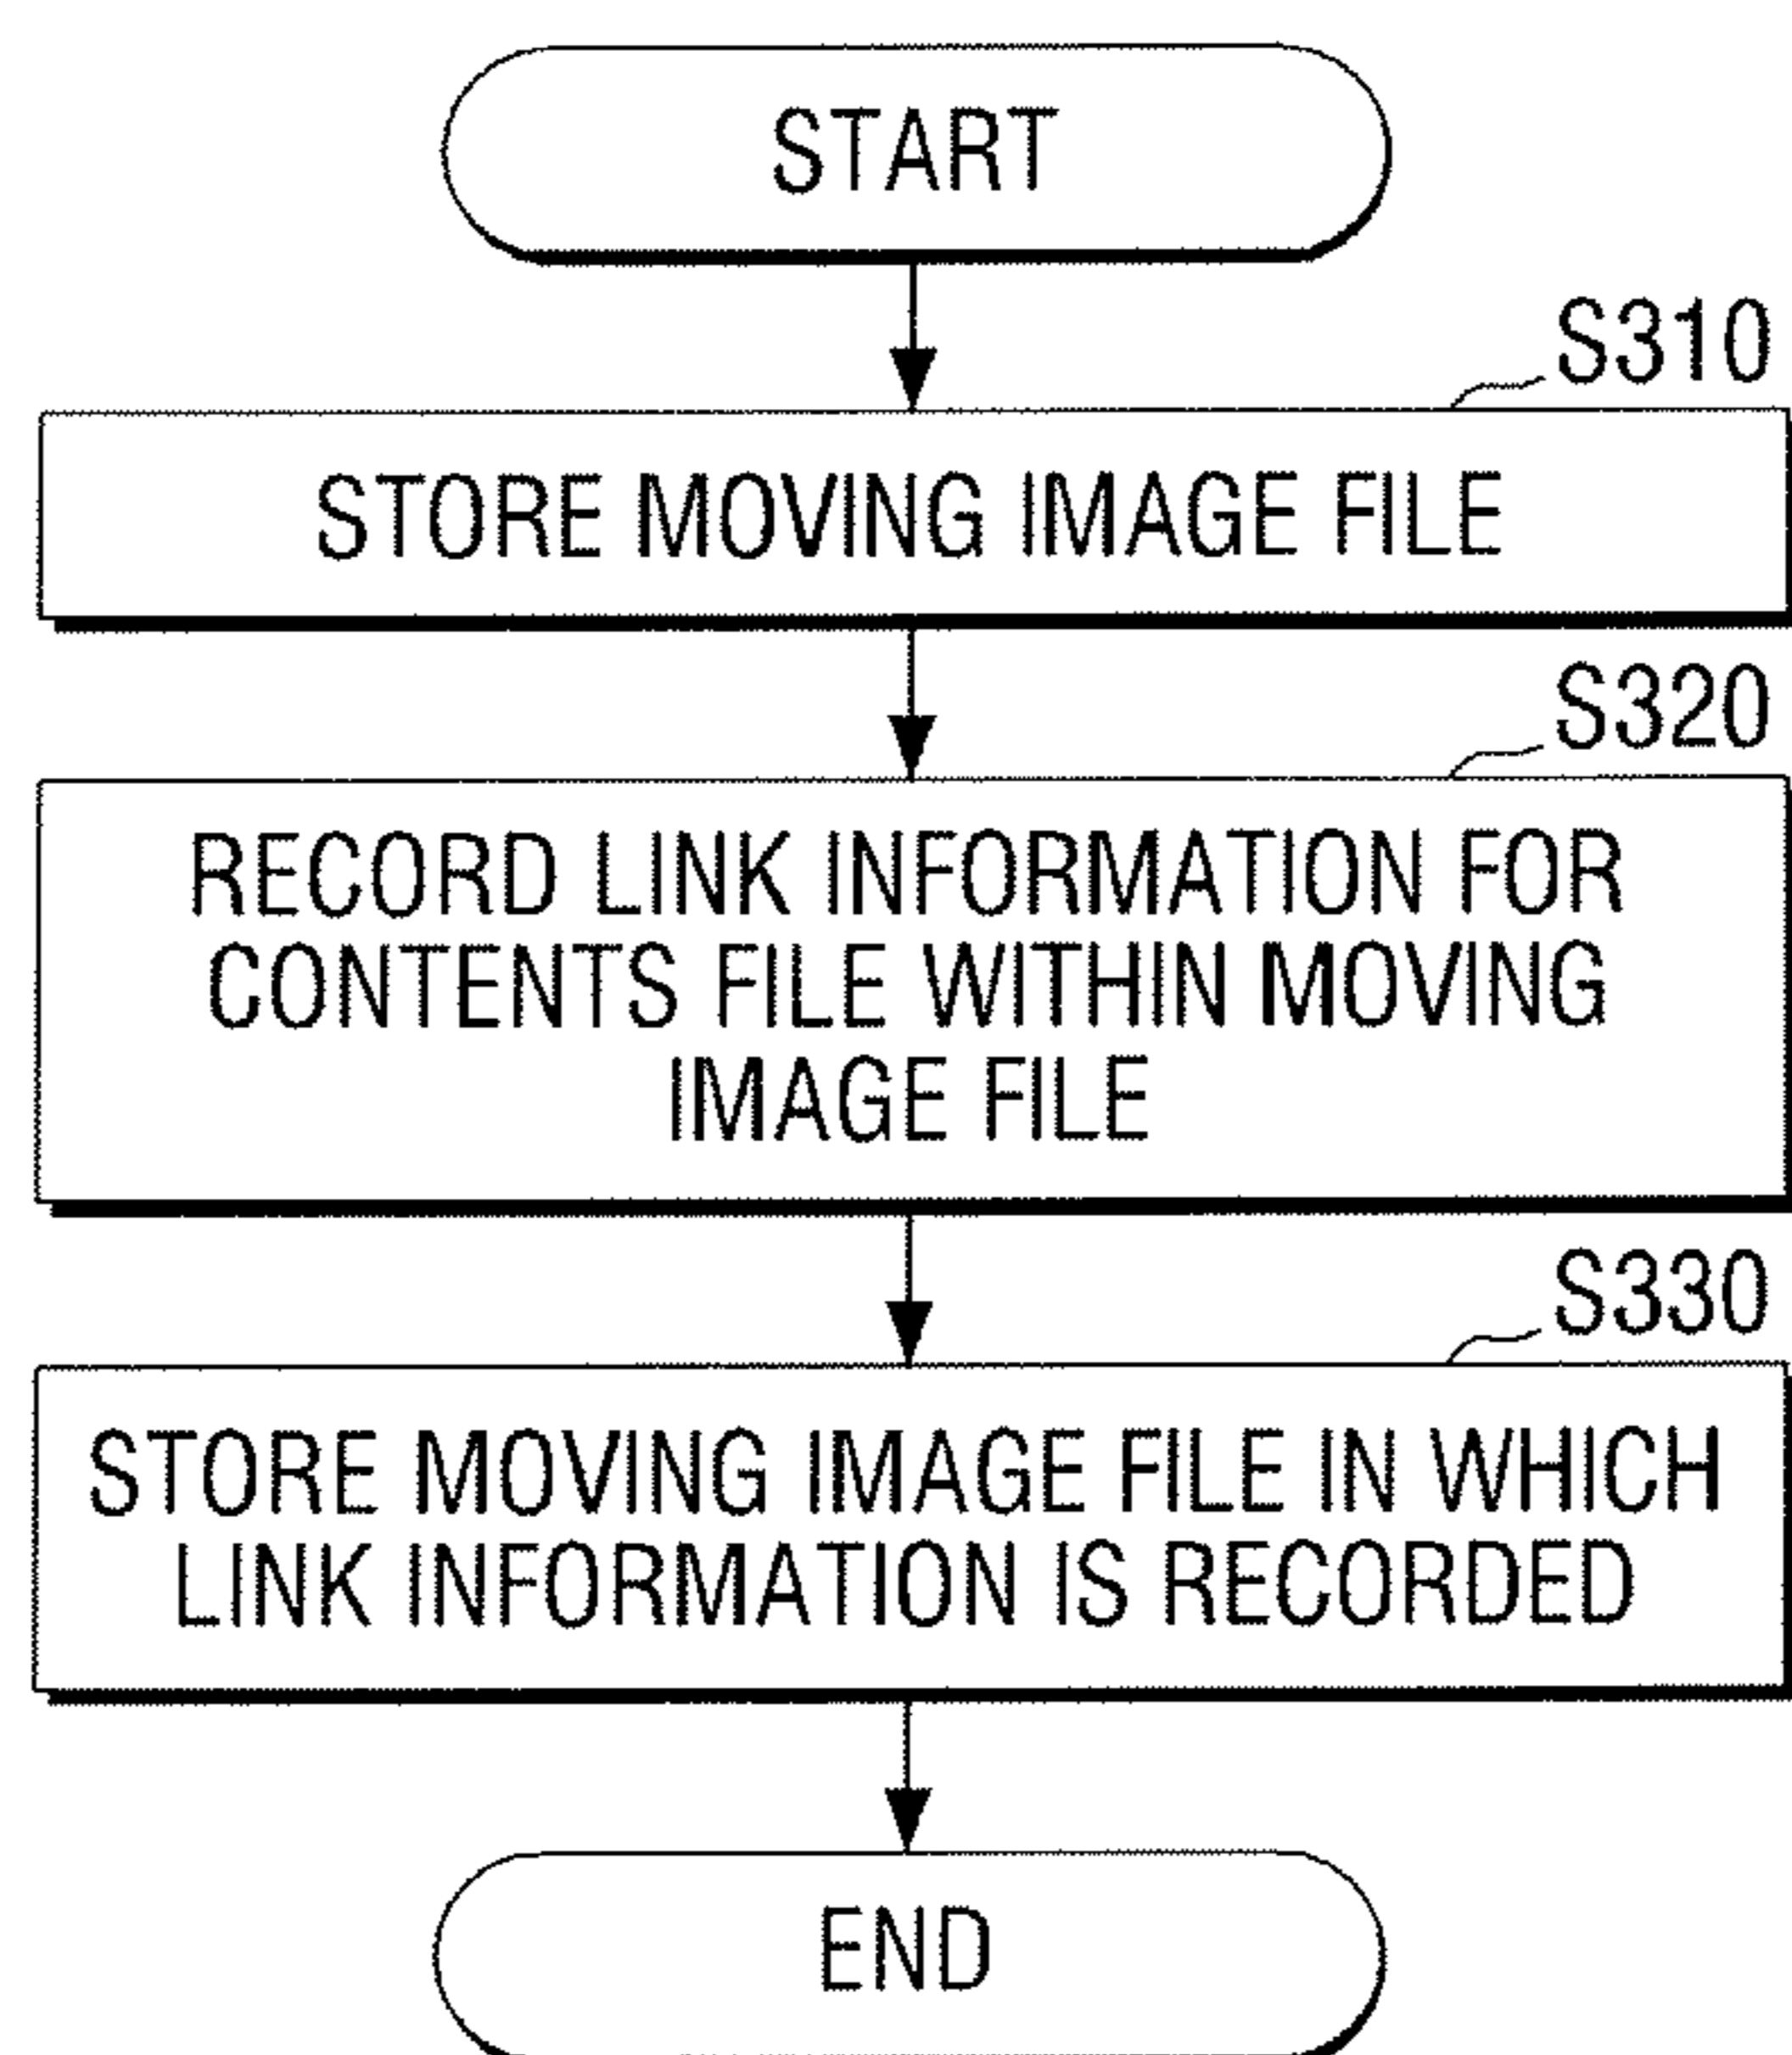 START
S310
STORE MOVING IMAGE FILE
S320
RECORD LINK INFORMATION FOR
CONTENTS FILE WITHIN MOVING
IMAGE FILE
S330
STORE MOVING IMAGE FILE IN WHICH
LINK INFORMATION IS RECORDED
END